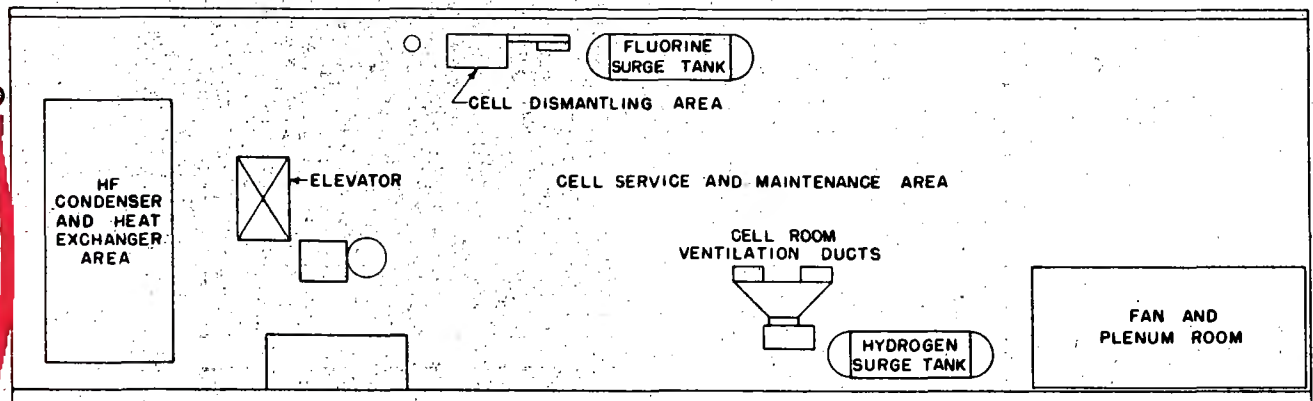 FLUORINE
SURGE TANK
CELL DISMANTLING AREA
HF
CONDENSER
AND HEAT
EXCHANGER
AREA
ELEVATOR
CELL SERVICE AND MAINTENANCE AREA
CELL ROOM
VENTILATION DUCTS
HYDROGEN
SURGE TANK
FAN AND
PLENUM ROOM